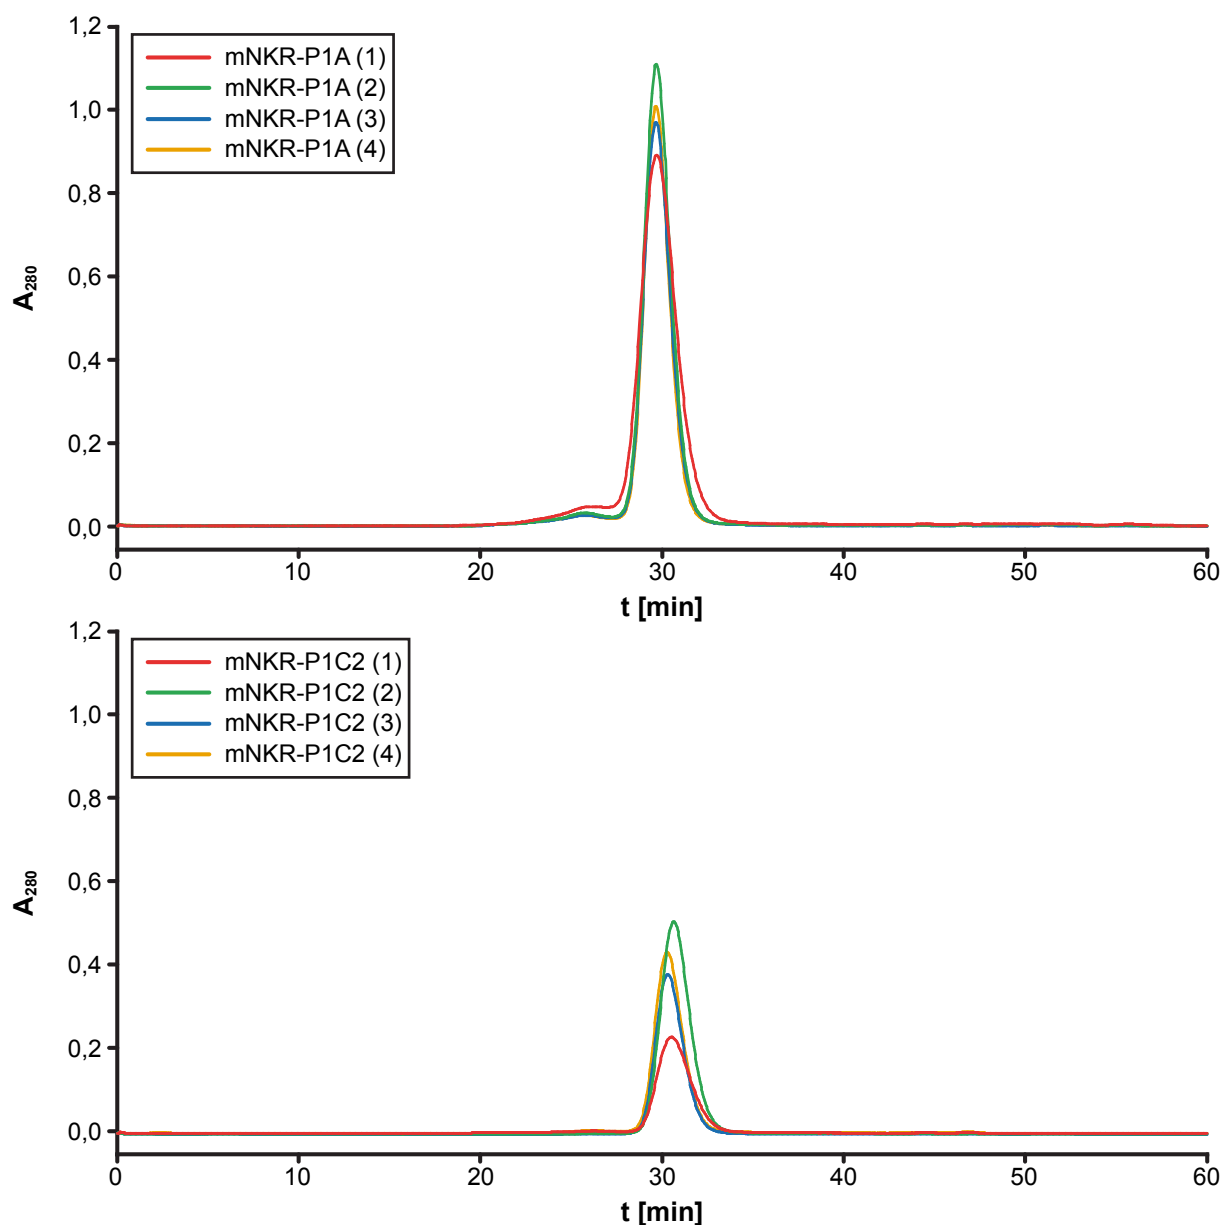 1,2
1,0
0,8
0,6
0,4
0,2
0,0
A280
mNKR-P1A (1)
mNKR-P1A (2)
mNKR-P1A (3)
mNKR-P1A (4)
0 10 20 30 40 50 60
t [min]
1,2
1,0
0,8
0,6
0,4
0,2
0,0
A280
mNKR-P1C2 (1)
mNKR-P1C2 (2)
mNKR-P1C2 (3)
mNKR-P1C2 (4)
0 10 20 30 40 50 60
t [min]